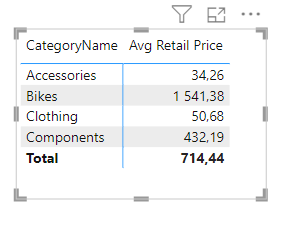 CategoryName Avg Retail Price
Accessories 34,26
Bikes 1 541,38
Clothing 50,68
Components 432,19
Total 714,44